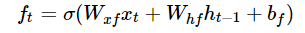 f_t = σ(W_{xf}x_t + W_{hf}h_{t−1} + b_f)